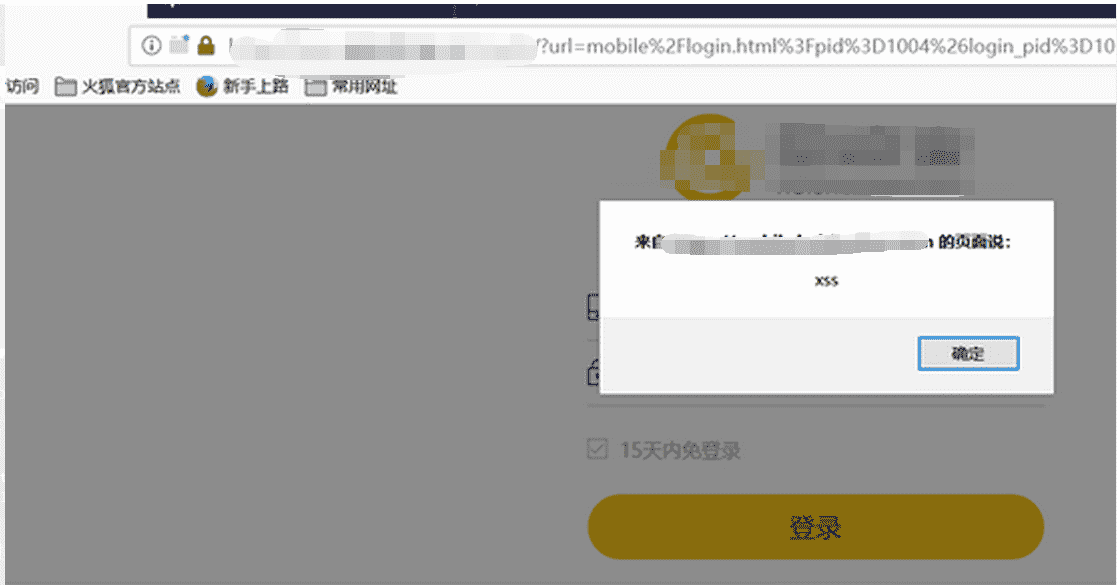 /?url=mobile%2Flogin.html%3Fpid%3D1004%26login_pid%3D10
访问 火狐官方站点 新手上路 常用网址
来自 的页面说：
xss
确定
15天内免登录
登录